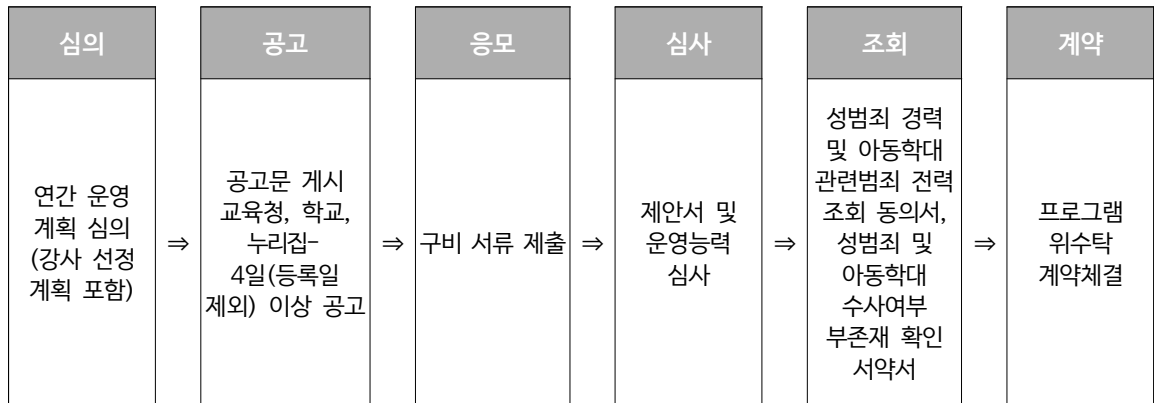 심의
연간 운영
계획 심의
(강사 선정
계획 포함)
⇒
공고
공고문 게시
교육청, 학교,
누리집-
4일(등록일
제외) 이상 공고
⇒
응모
구비 서류 제출
⇒
심사
제안서 및
운영능력
심사
⇒
조회
성범죄 경력
및 아동학대
관련범죄 전력
조회 동의서,
성범죄 및
아동학대
수사여부
부존재 확인
서약서
⇒
계약
프로그램
위수탁
계약체결